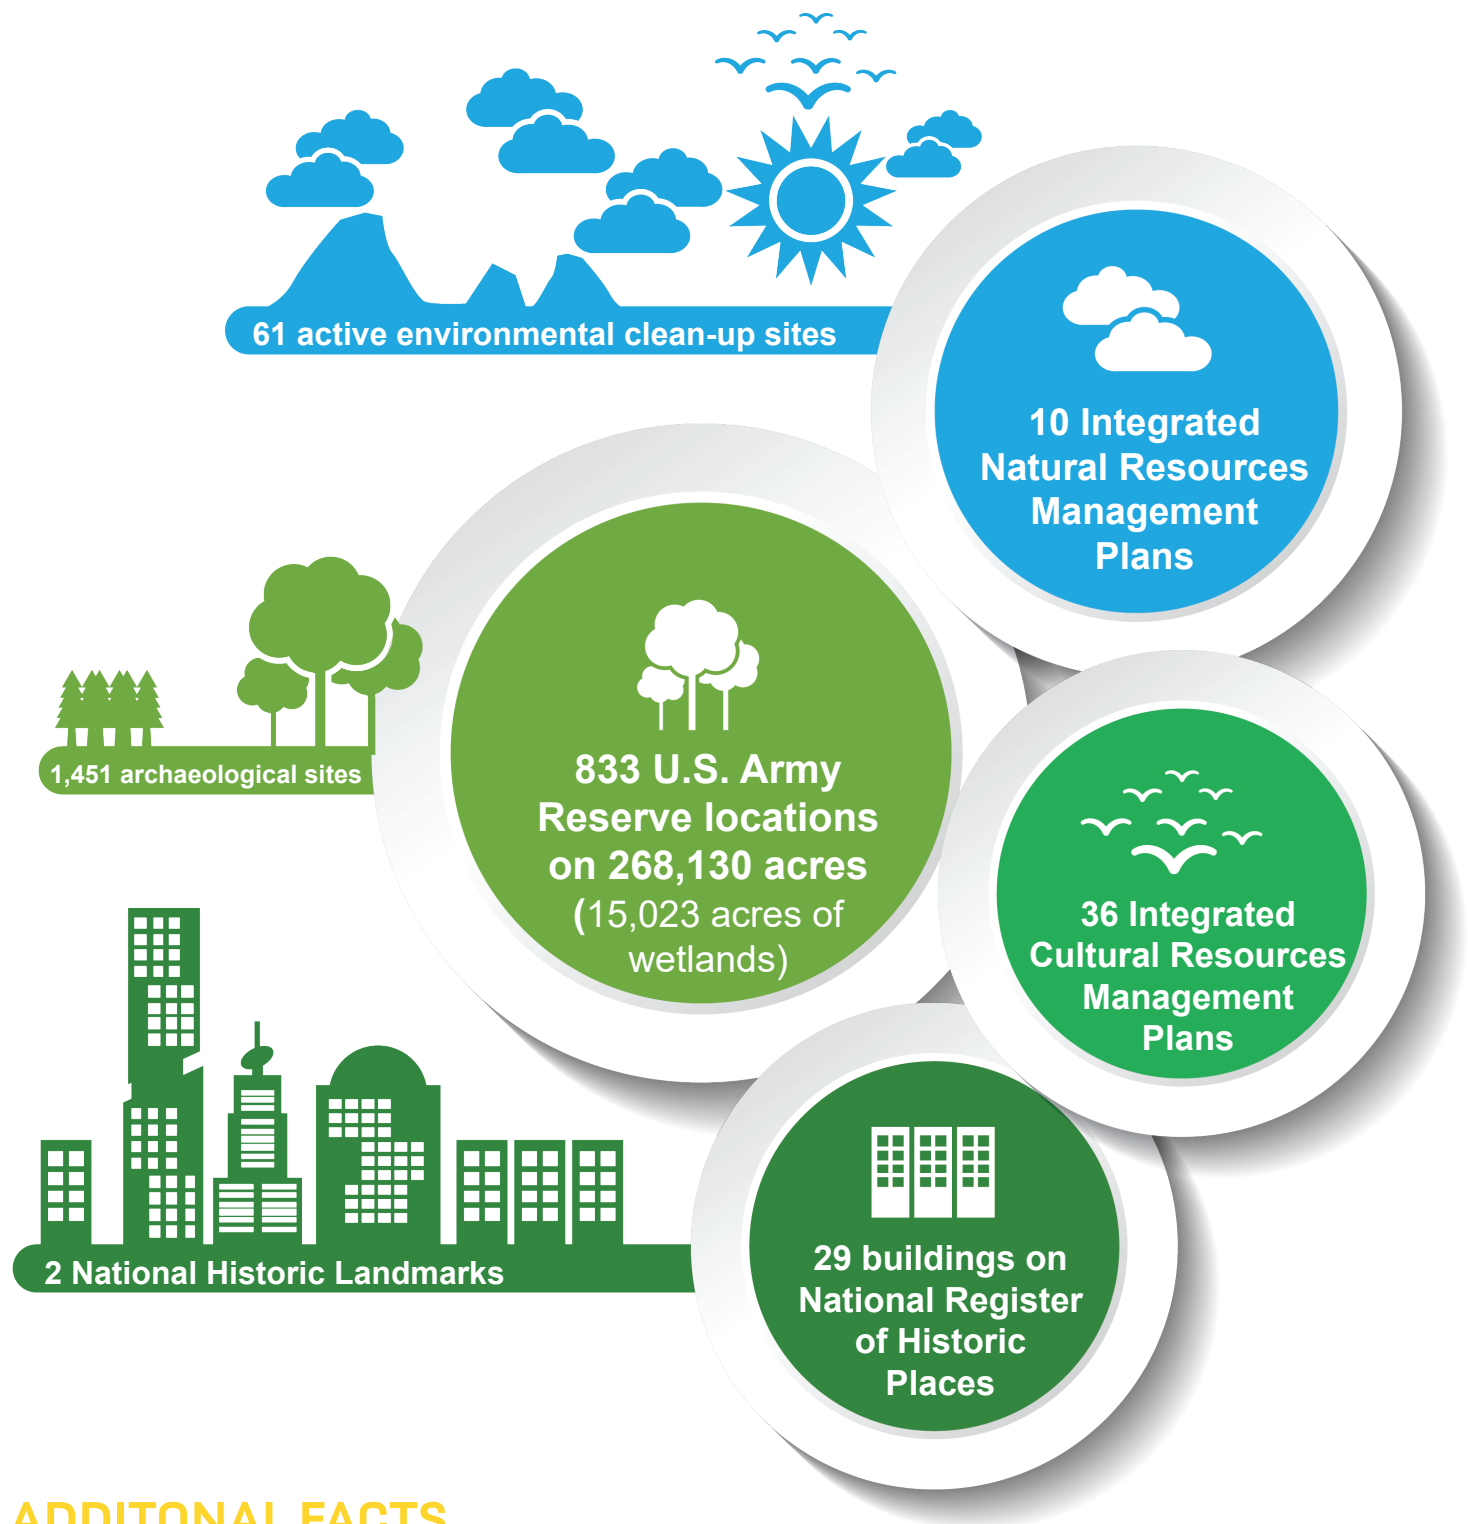 61 active environmental clean-up sites
10 Integrated
Natural Resources
Management
Plans
1,451 archaeological sites
833 U.S. Army
Reserve locations
on 268,130 acres
(15,023 acres of
wetlands)
36 Integrated
Cultural Resources
Management
Plans
2 National Historic Landmarks
29 buildings on
National Register
of Historic
Places
ADDITONAL FACTS